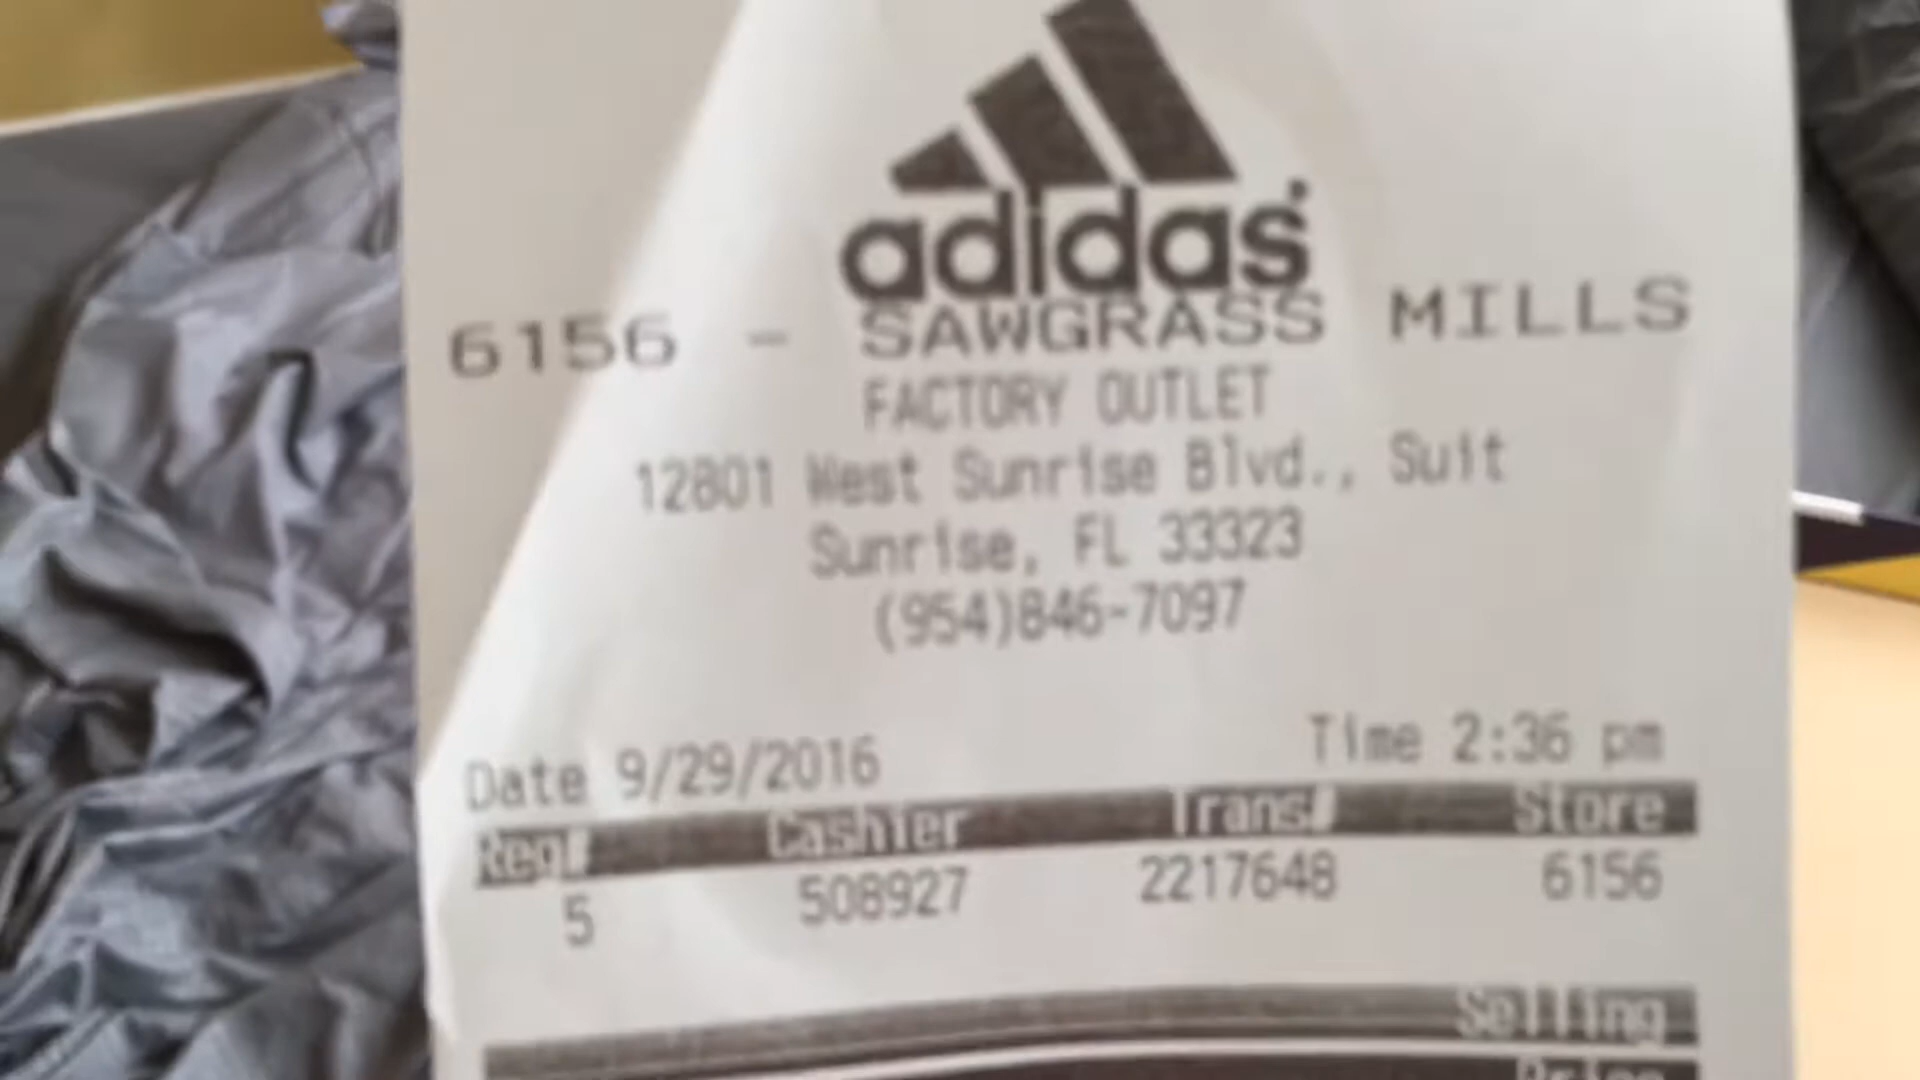 adidas
6156 - SAWGRASS MILLS
FACTORY OUTLET
12801 West Sunrise Blvd., Suit
Sunrise, FL 33323
(954)846-7097
Date 9/29/2016 Time 2:36 pm
Reg# Cashier Trans# Store
5 508927 2217648 6156
Selling
Price